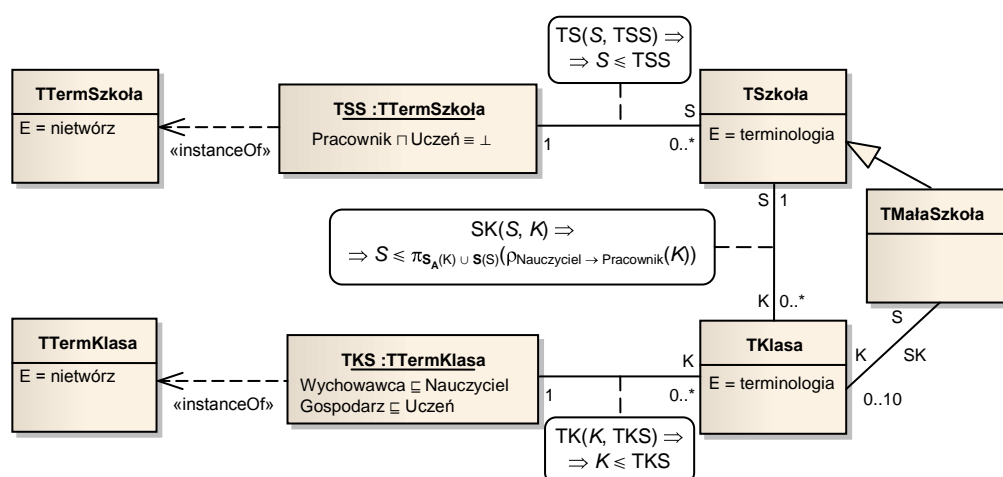 TS(S, TSS) ⇒
⇒ S ⩽ TSS
TTermSzkoła
E = nietwórz
«instanceOf»
TSS :TTermSzkoła
Pracownik ⊓ Uczeń ≡ ⊥
1
S
0..*
TSzkoła
E = terminologia
S
1
TMałaSzkoła
SK(S, K) ⇒
⇒ S ⩽ π_{S_A(K) ∪ S(S)}(ρ_{Nauczyciel → Pracownik}(K))
K
0..*
S
SK
K
0..10
TTermKlasa
E = nietwórz
«instanceOf»
TKS :TTermKlasa
Wychowawca ⊑ Nauczyciel
Gospodarz ⊑ Uczeń
1
K
0..*
TKlasa
E = terminologia
TK(K, TKS) ⇒
⇒ K ⩽ TKS